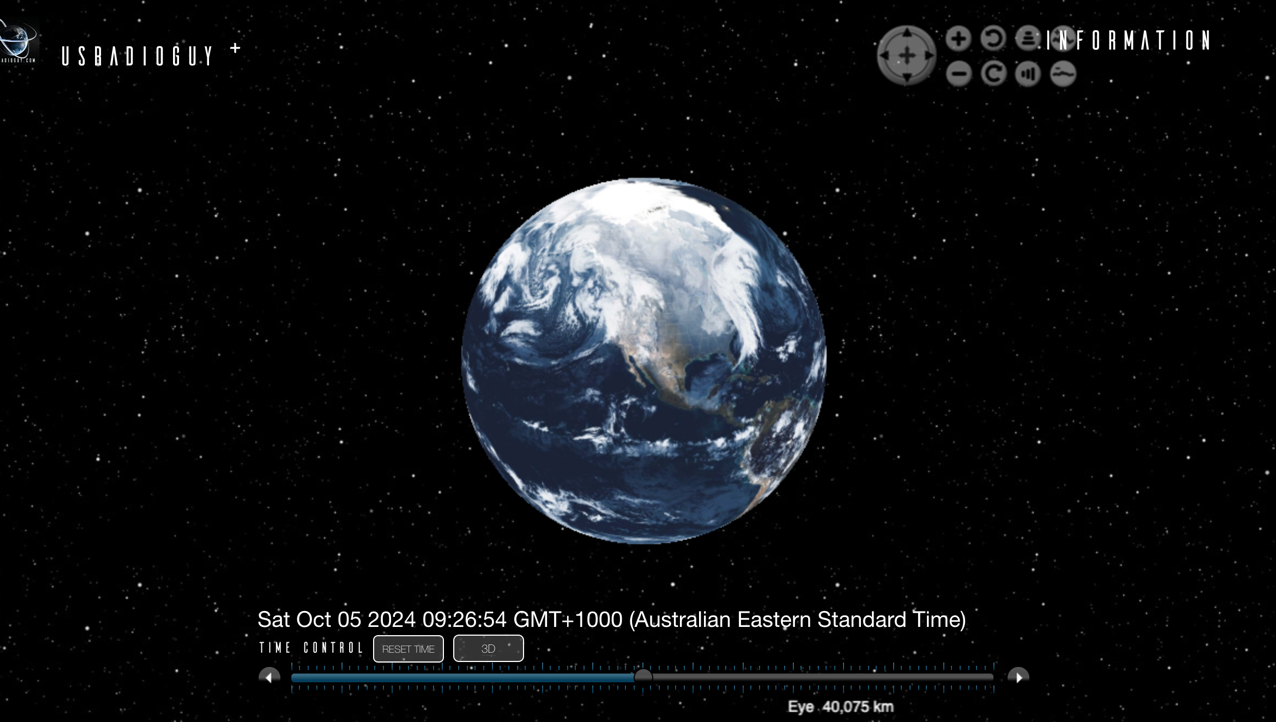 USRADIOGUY +
INFORMATION
Sat Oct 05 2024 09:26:54 GMT+1000 (Australian Eastern Standard Time)
TIME CONTROL RESET TIME 3D
Eye 40,075 km